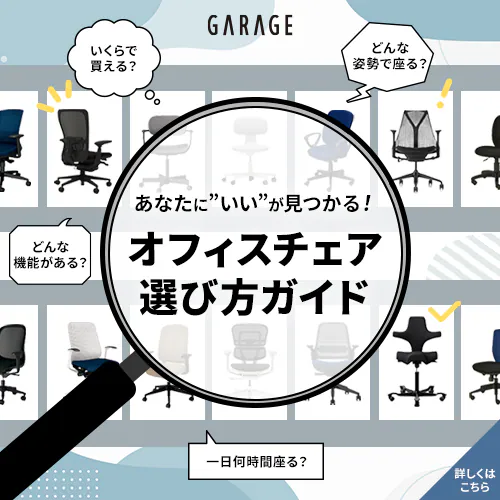 GARAGE
いくらで
買える？
どんな
姿勢で座る？
あなたに”いい”が見つかる！
オフィスチェア
選び方ガイド
どんな
機能がある？
一日何時間座る？
詳しくは
こちら